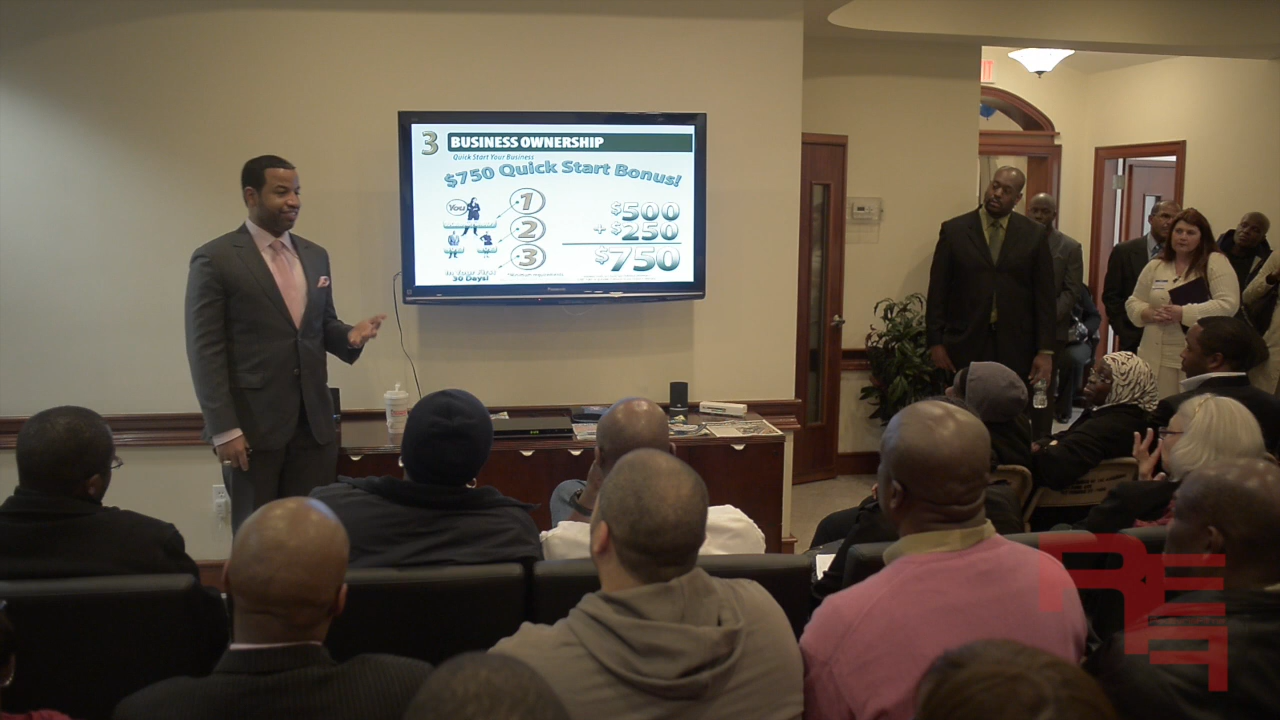 3 BUSINESS OWNERSHIP
Quick Start Your Business
$750 Quick Start Bonus!
You
1
2
3
$500
+ $250
$750
In Your First
30 Days!
Panasonic